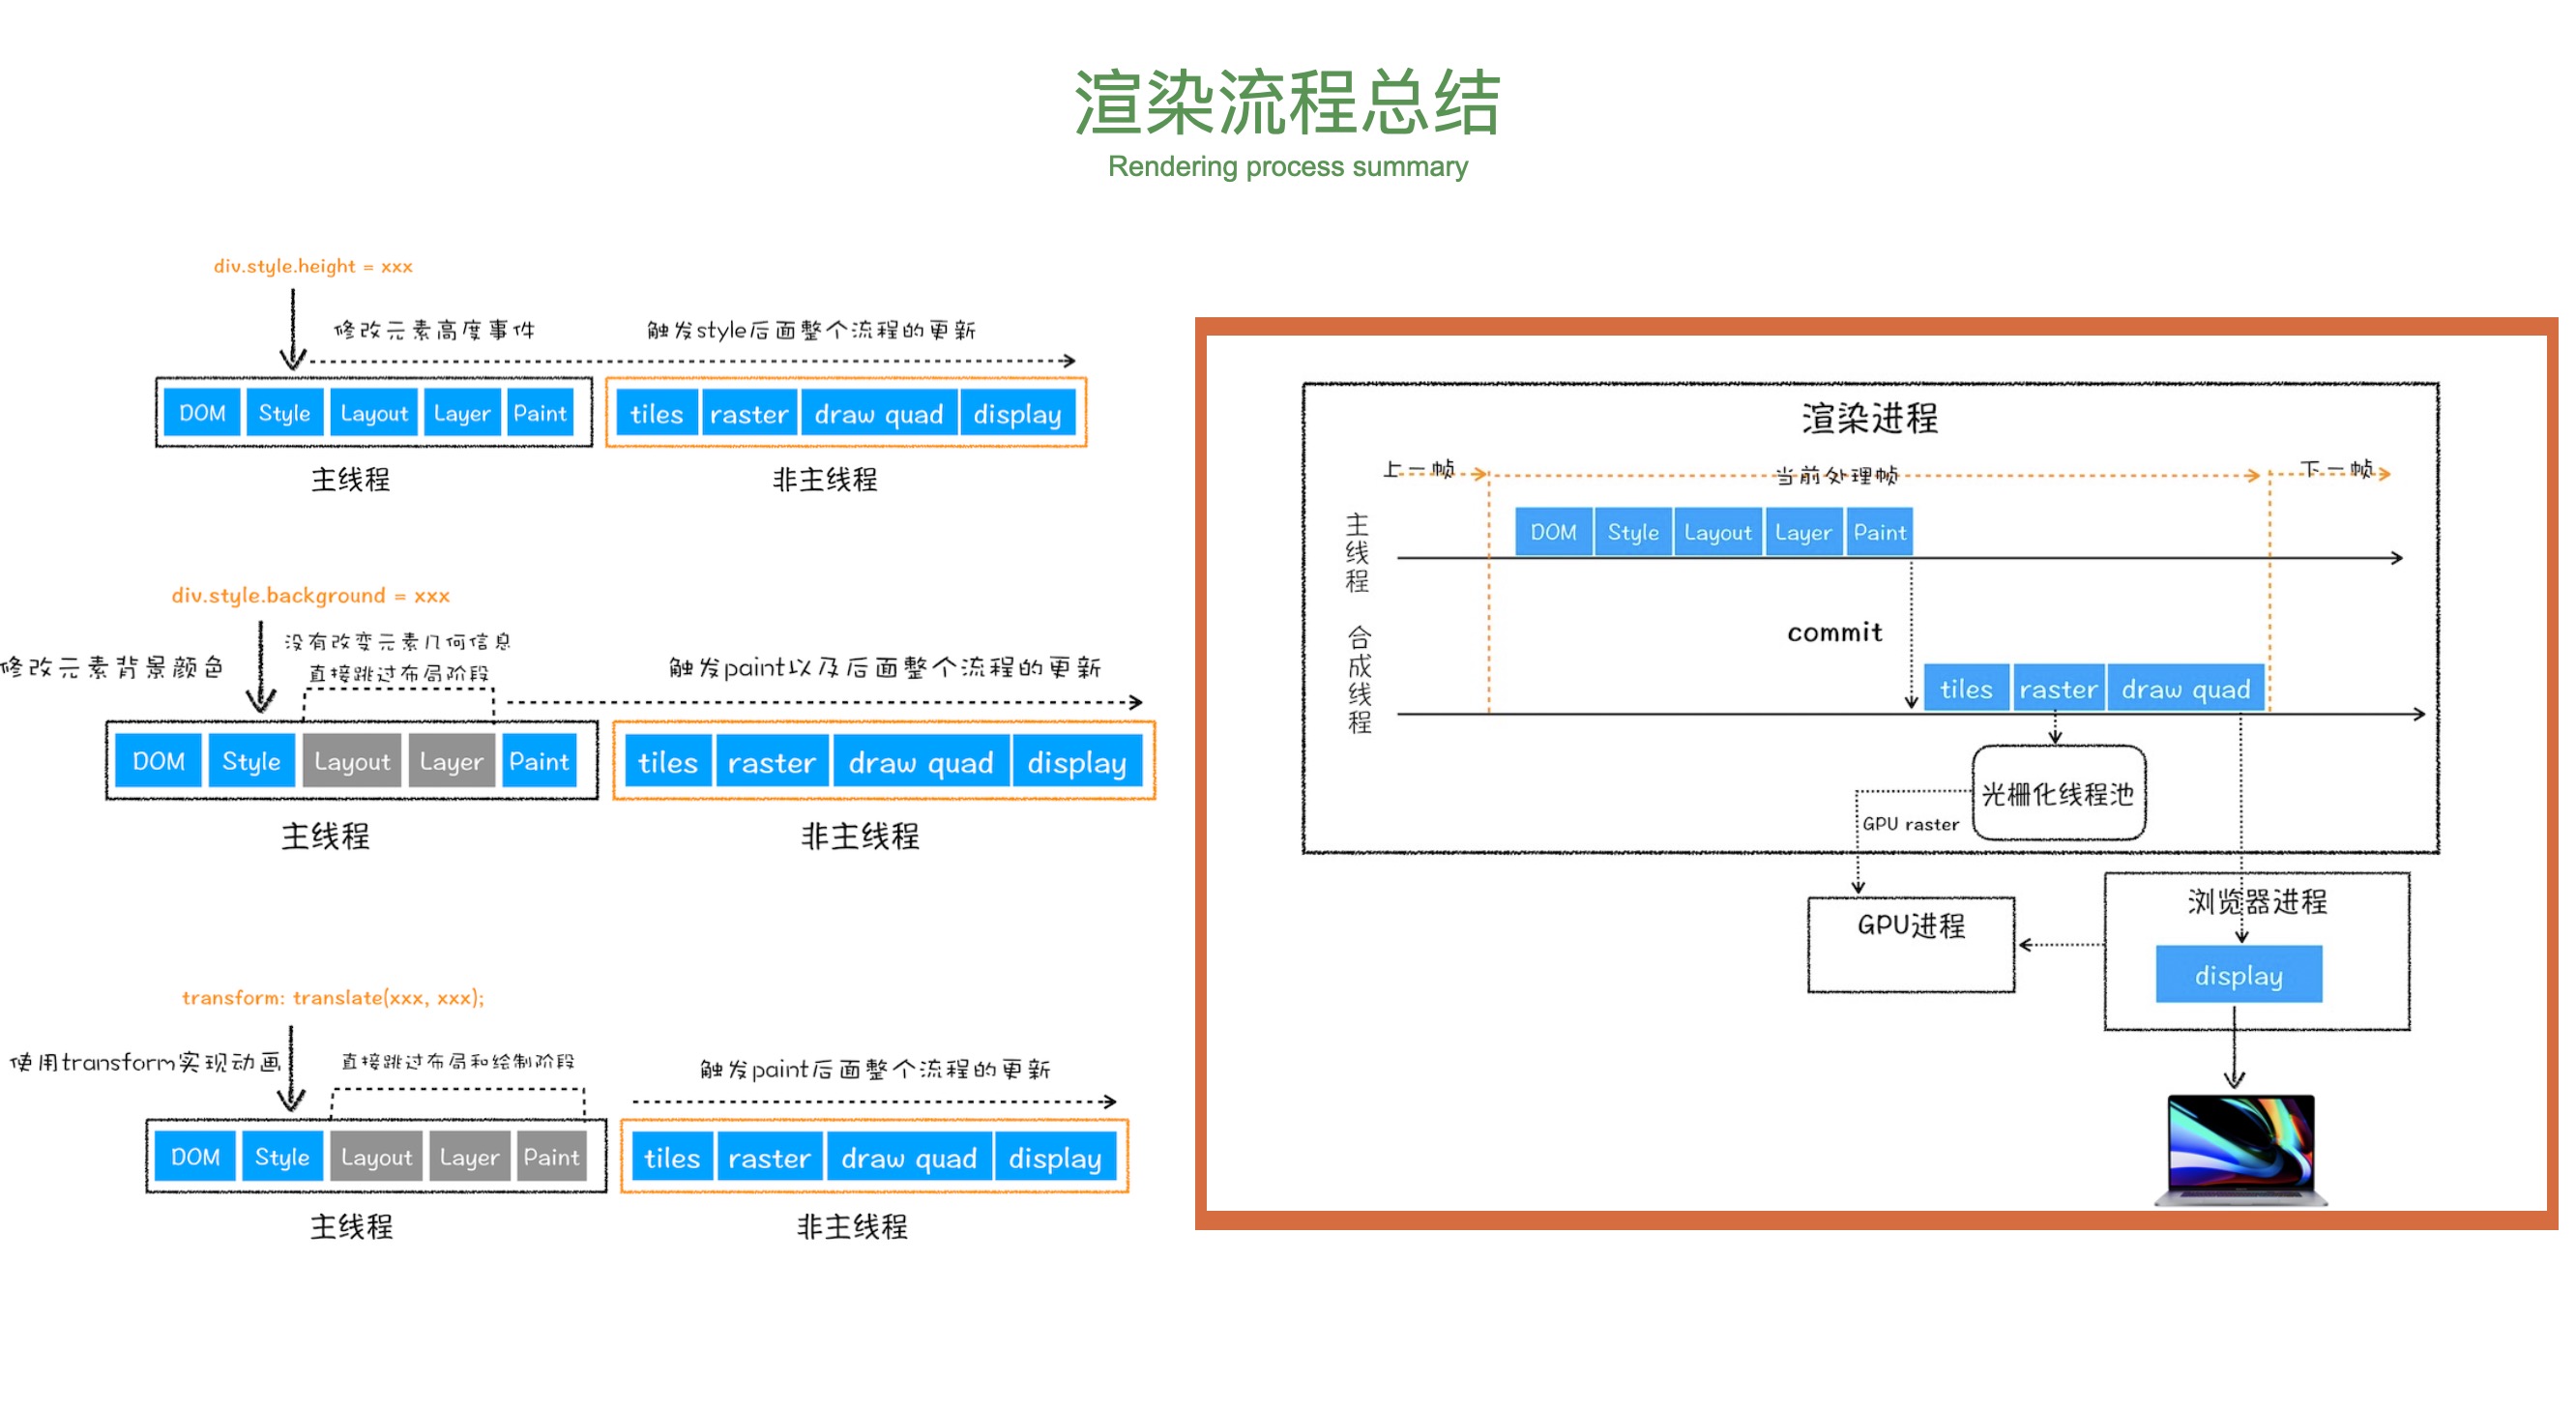 渲染流程总结
Rendering process summary
div.style.height = xxx
修改元素高度事件
触发style后面整个流程的更新
DOM Style Layout Layer Paint
tiles raster draw quad display
主线程
非主线程
div.style.background = xxx
修改元素背景颜色
没有改变元素几何信息
直接跳过布局阶段
触发paint以及后面整个流程的更新
DOM Style Layout Layer Paint
tiles raster draw quad display
主线程
非主线程
transform: translate(xxx, xxx);
使用transform实现动画
直接跳过布局和绘制阶段
触发paint后面整个流程的更新
DOM Style Layout Layer Paint
tiles raster draw quad display
主线程
非主线程
渲染进程
上一帧
当前处理帧
下一帧
主线程
DOM Style Layout Layer Paint
commit
合成线程
tiles raster draw quad
光栅化线程池
GPU raster
GPU进程
浏览器进程
display